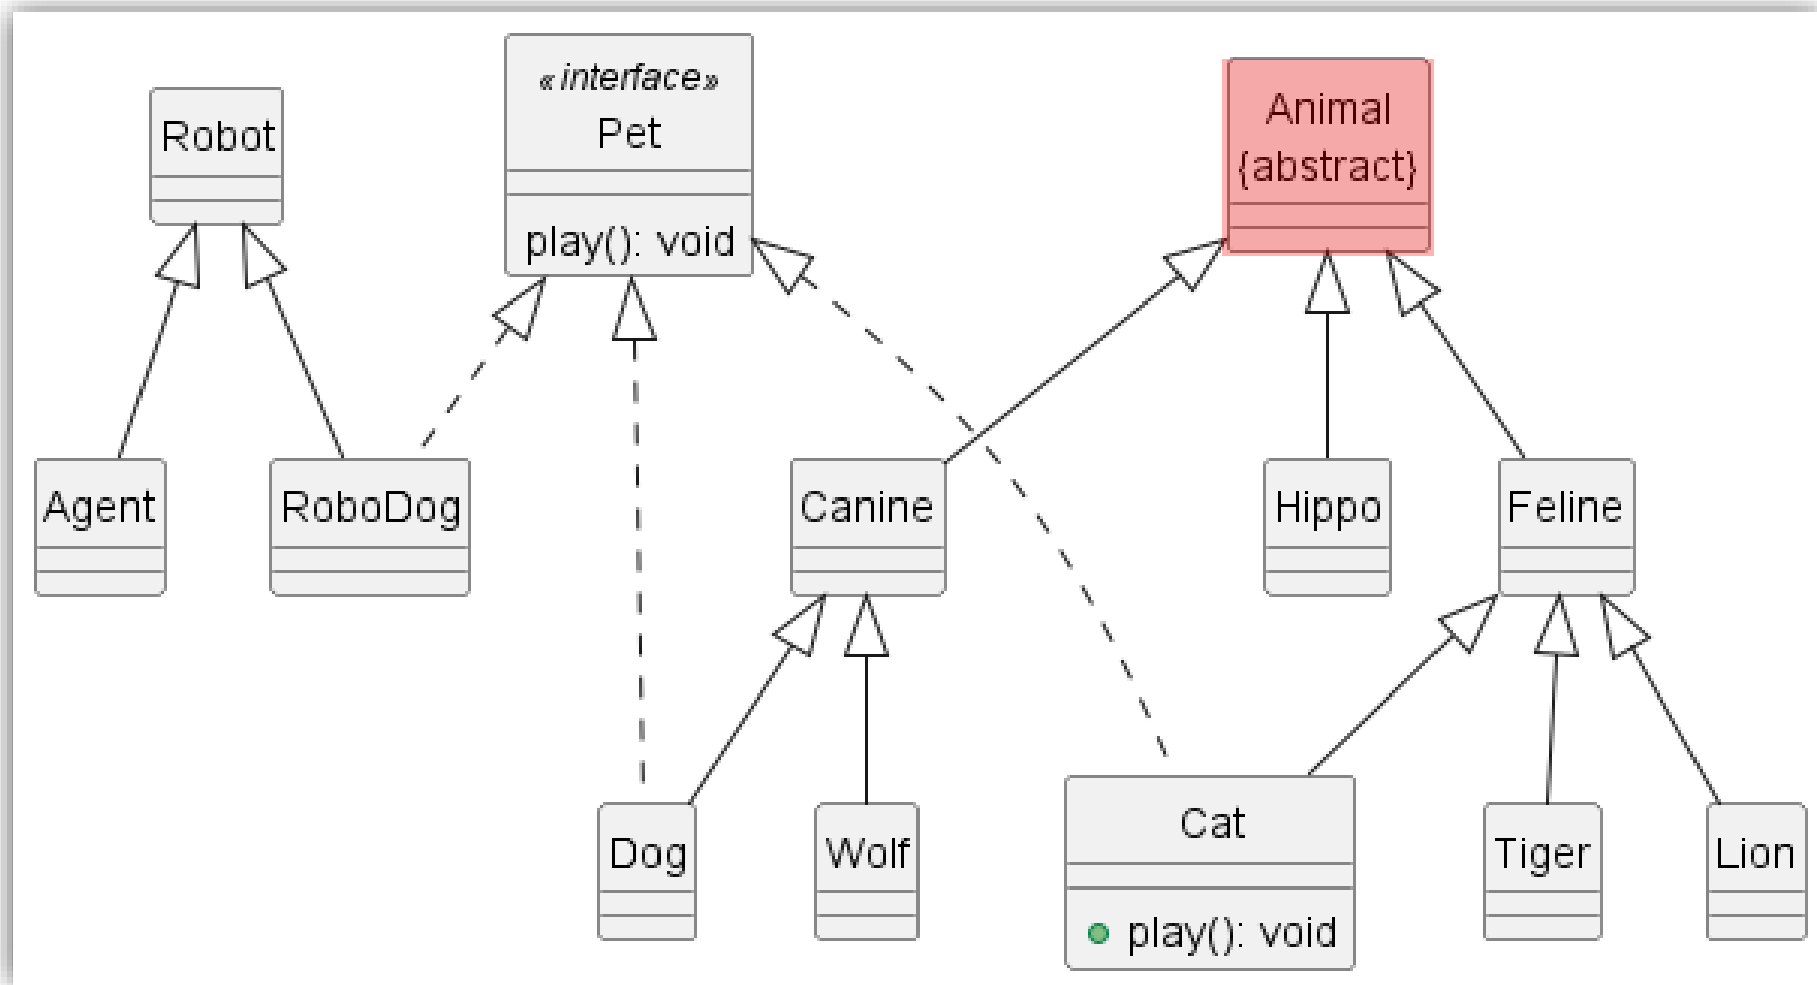 Robot
«interface»
Pet
play(): void
Animal
{abstract}
Agent
RoboDog
Canine
Hippo
Feline
Dog
Wolf
Cat
play(): void
Tiger
Lion